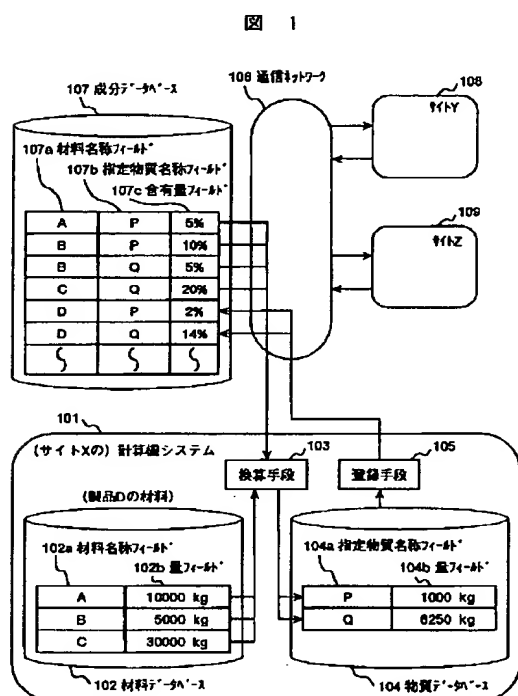 図 1
107 成分データベース
106 通信ネットワーク
108
サイトY
107a 材料名称フィールド
107b 指定物質名称フィールド
107c 含有量フィールド
A P 5%
B P 10%
B Q 5%
C Q 20%
D P 2%
D Q 14%
109
サイトZ
101
(サイトXの) 計算機システム
103
換算手段
105
登録手段
(製品Dの材料)
102a 材料名称フィールド
102b 量フィールド
A 10000 kg
B 5000 kg
C 30000 kg
102 材料データベース
104a 指定物質名称フィールド
104b 量フィールド
P 1000 kg
Q 6250 kg
104 物質データベース